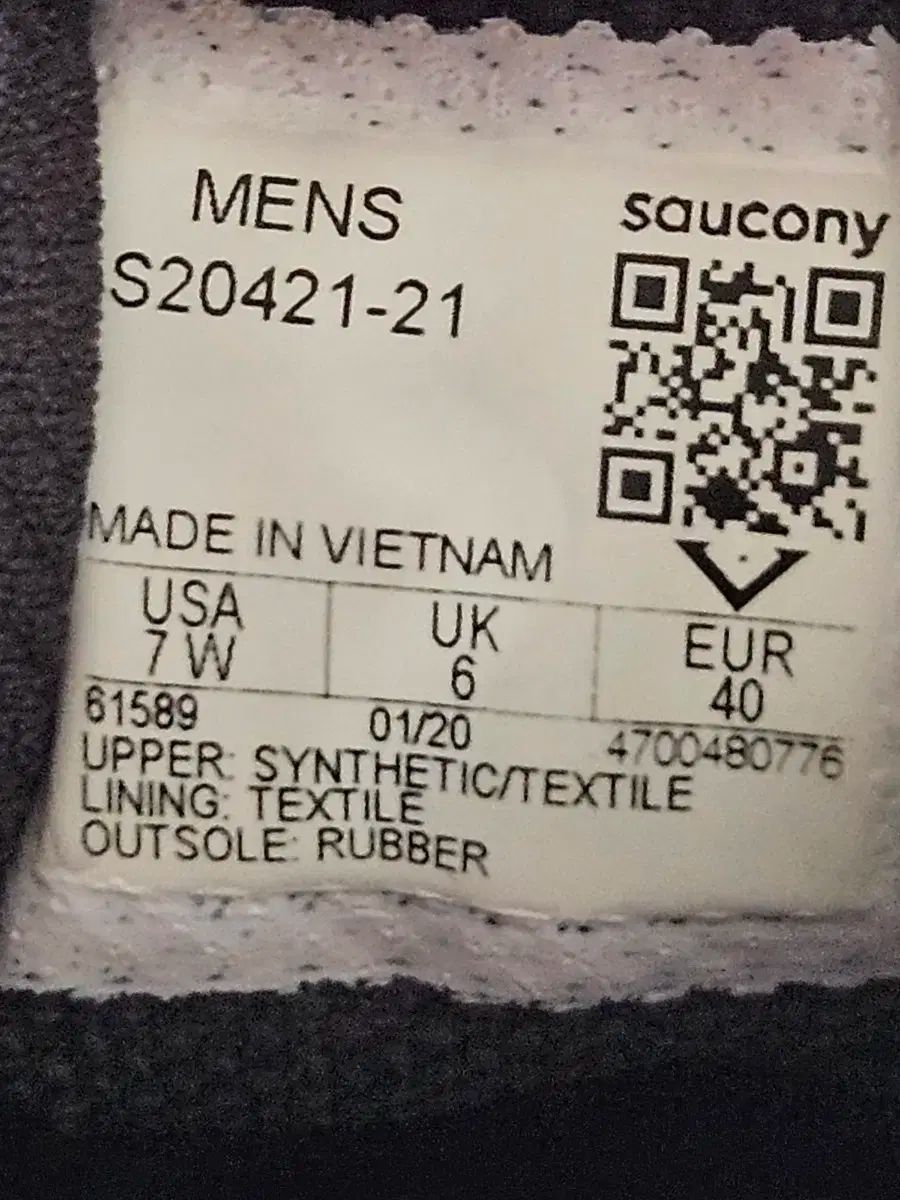 MENS
saucony
S20421-21
MADE IN VIETNAM
USA UK EUR
7 W 6 40
61589 01/20 4700480776
UPPER: SYNTHETIC/TEXTILE
LINING: TEXTILE
OUTSOLE: RUBBER